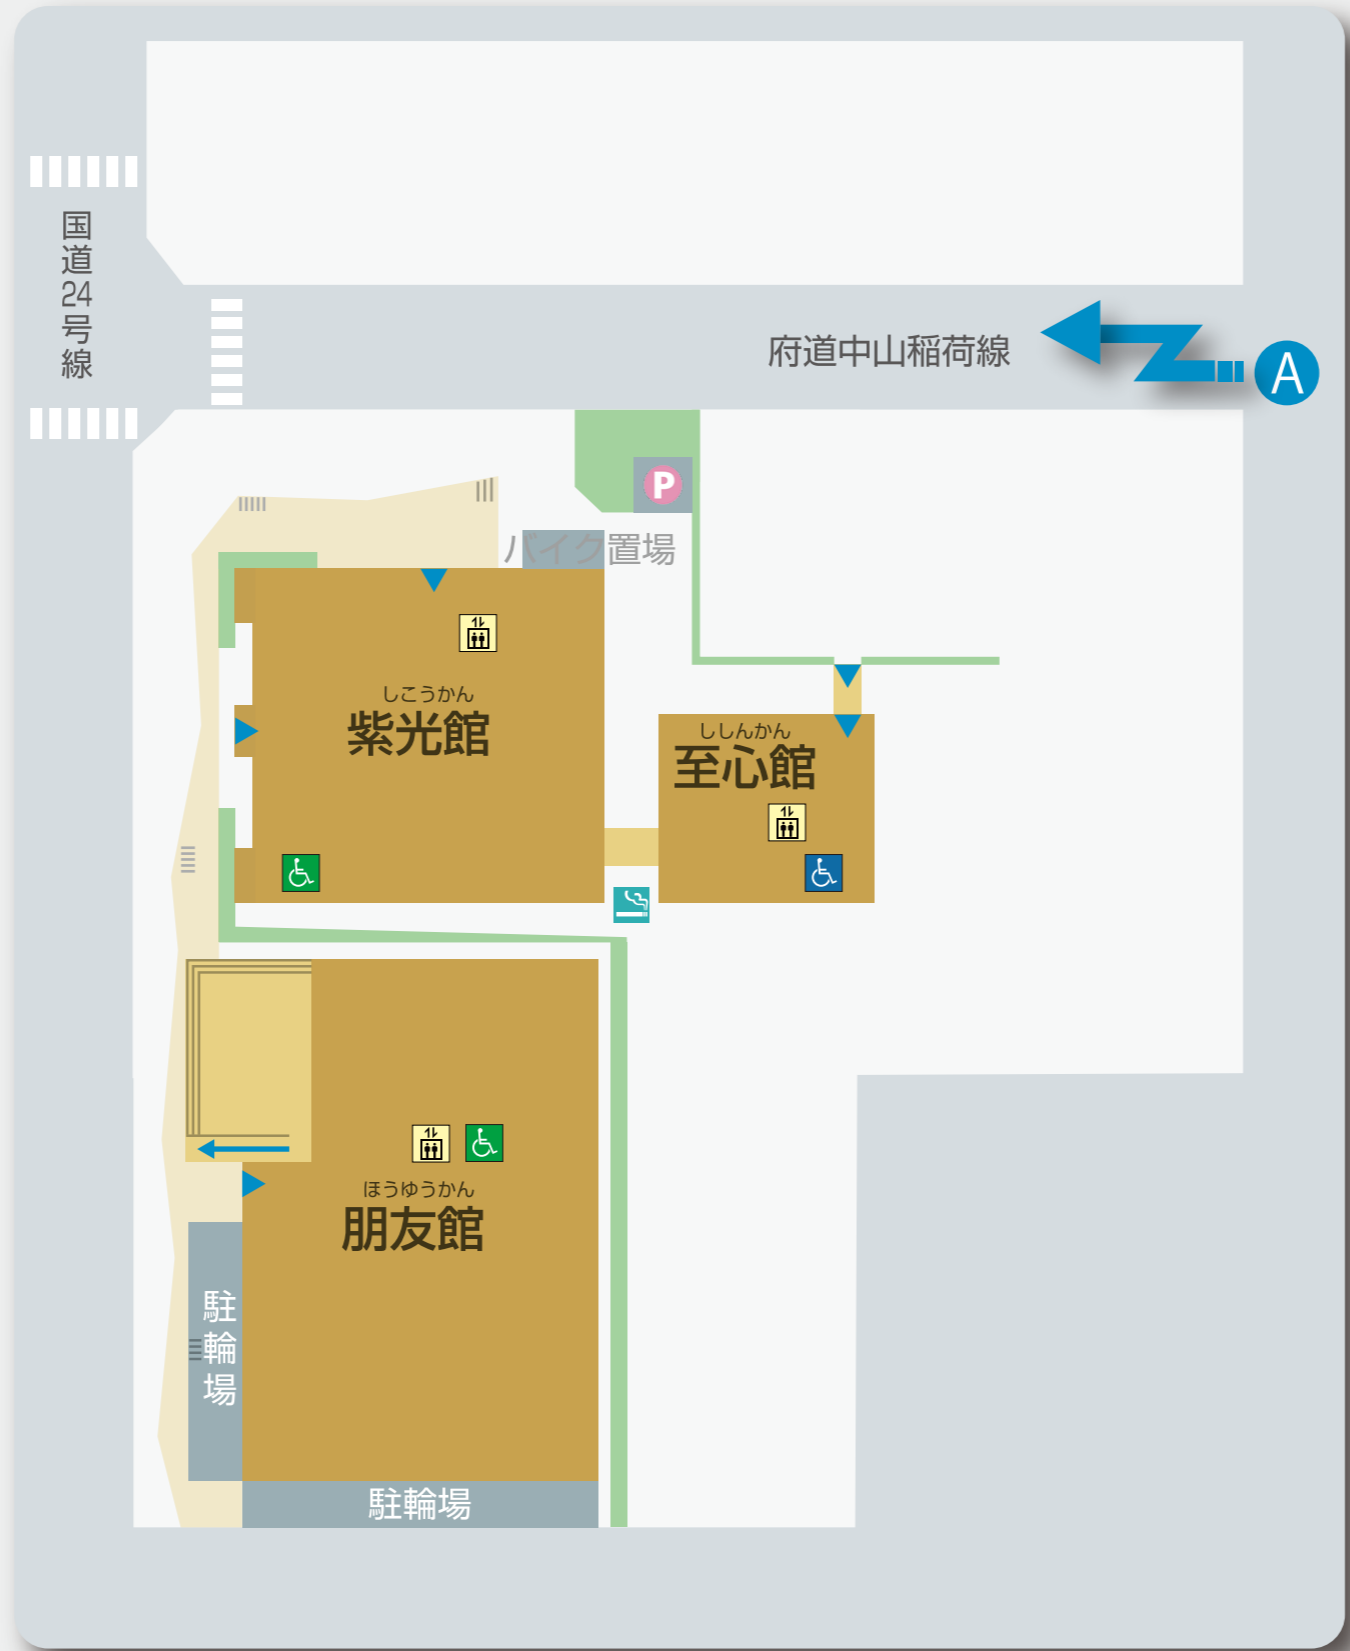 国道24号線
府道中山稲荷線
A
P
バイク置場
しこうかん
紫光館
ししんかん
至心館
ほうゆうかん
朋友館
駐輪場
駐輪場